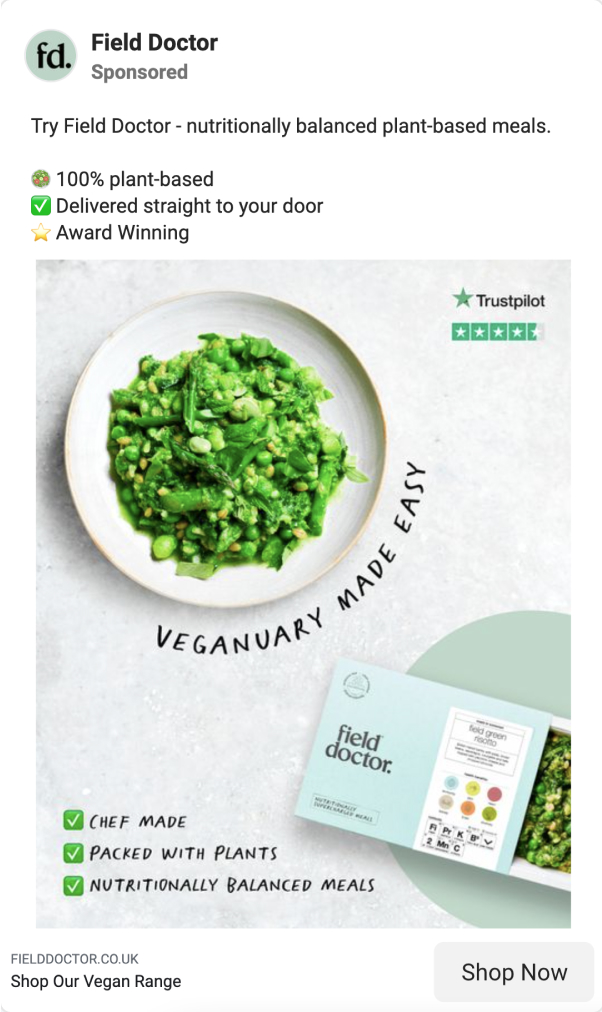 fd.
Field Doctor
Sponsored
Try Field Doctor - nutritionally balanced plant-based meals.
100% plant-based
Delivered straight to your door
Award Winning
Trustpilot
VEGANUARY MADE EASY
field
doctor.
NUTRITIONALLY
SUPERCHARGED MEALS
field green
risotto
Fi Pr K B⁹
2 Mn C
CHEF MADE
PACKED WITH PLANTS
NUTRITIONALLY BALANCED MEALS
FIELDDOCTOR.CO.UK
Shop Our Vegan Range
Shop Now